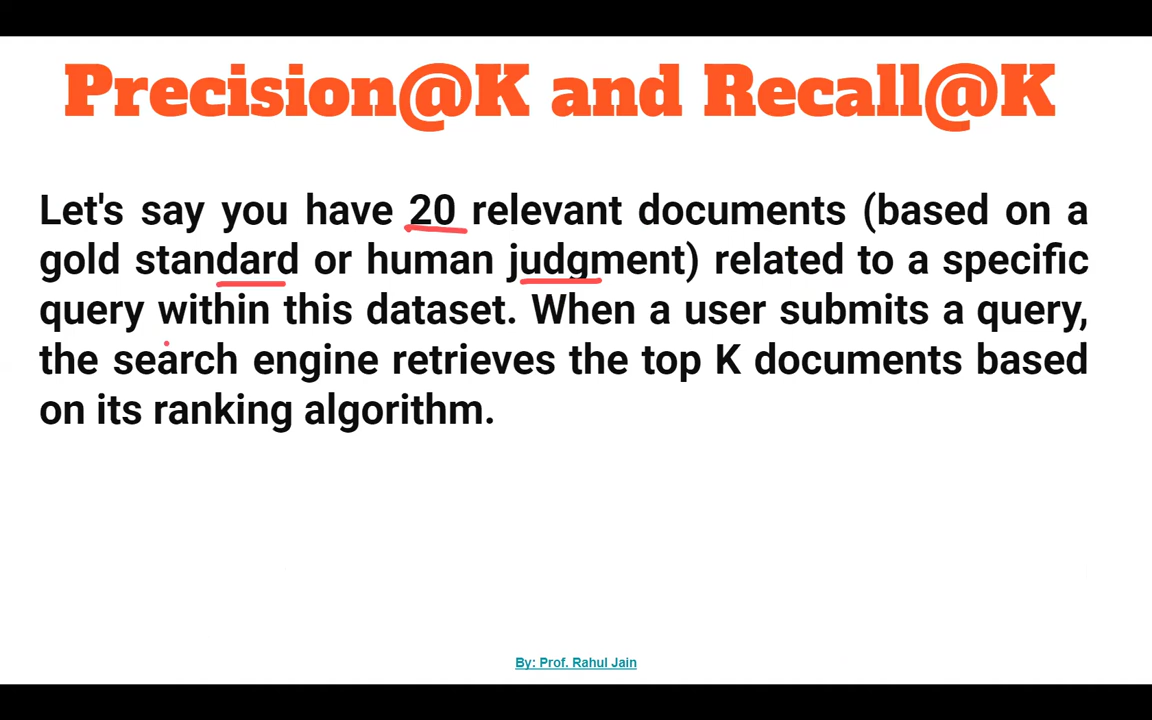 Precision@K and Recall@K
Let's say you have 20 relevant documents (based on a
gold standard or human judgment) related to a specific
query within this dataset. When a user submits a query,
the search engine retrieves the top K documents based
on its ranking algorithm.
By: Prof. Rahul Jain